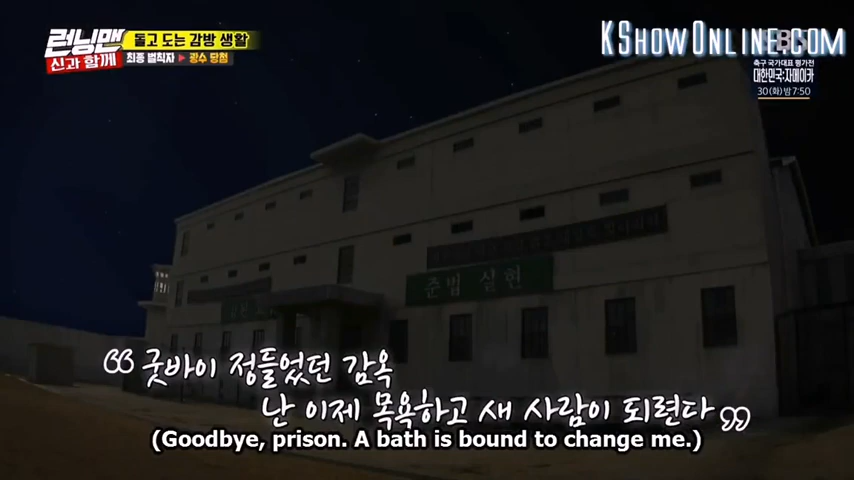 런닝맨
신과 함께
돌고 도는 감방 생활
최종 벌칙자 ▶ 광수 당첨
KShowOnline.com
SBS
축구 국가대표 평가전
대한민국:자메이카
30(화)밤7:50
준법 실현
“굿바이 정들었던 감옥
난 이제 목욕하고 새 사람이 되련다”
(Goodbye, prison. A bath is bound to change me.)